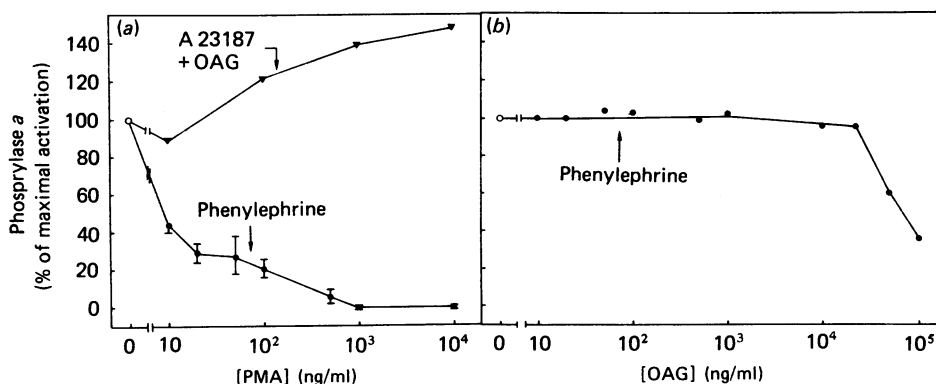 (a)
A 23187
+ OAG
Phenylephrine
Phosprylase a
(% of maximal activation)
140
120
100
80
60
40
20
0
0 10 10² 10³ 10⁴
[PMA] (ng/ml)
(b)
Phenylephrine
0 10 10² 10³ 10⁴ 10⁵
[OAG] (ng/ml)